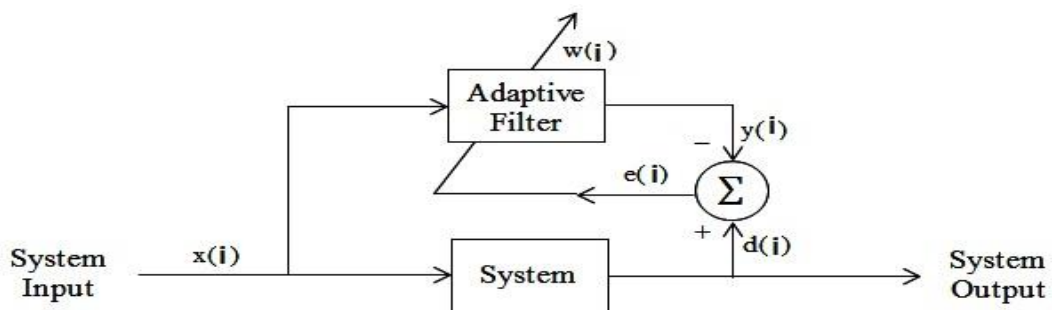 w(i)
Adaptive
Filter
y(i)
−
e(i)
Σ
+
d(i)
System
Input
x(i)
System
System
Output